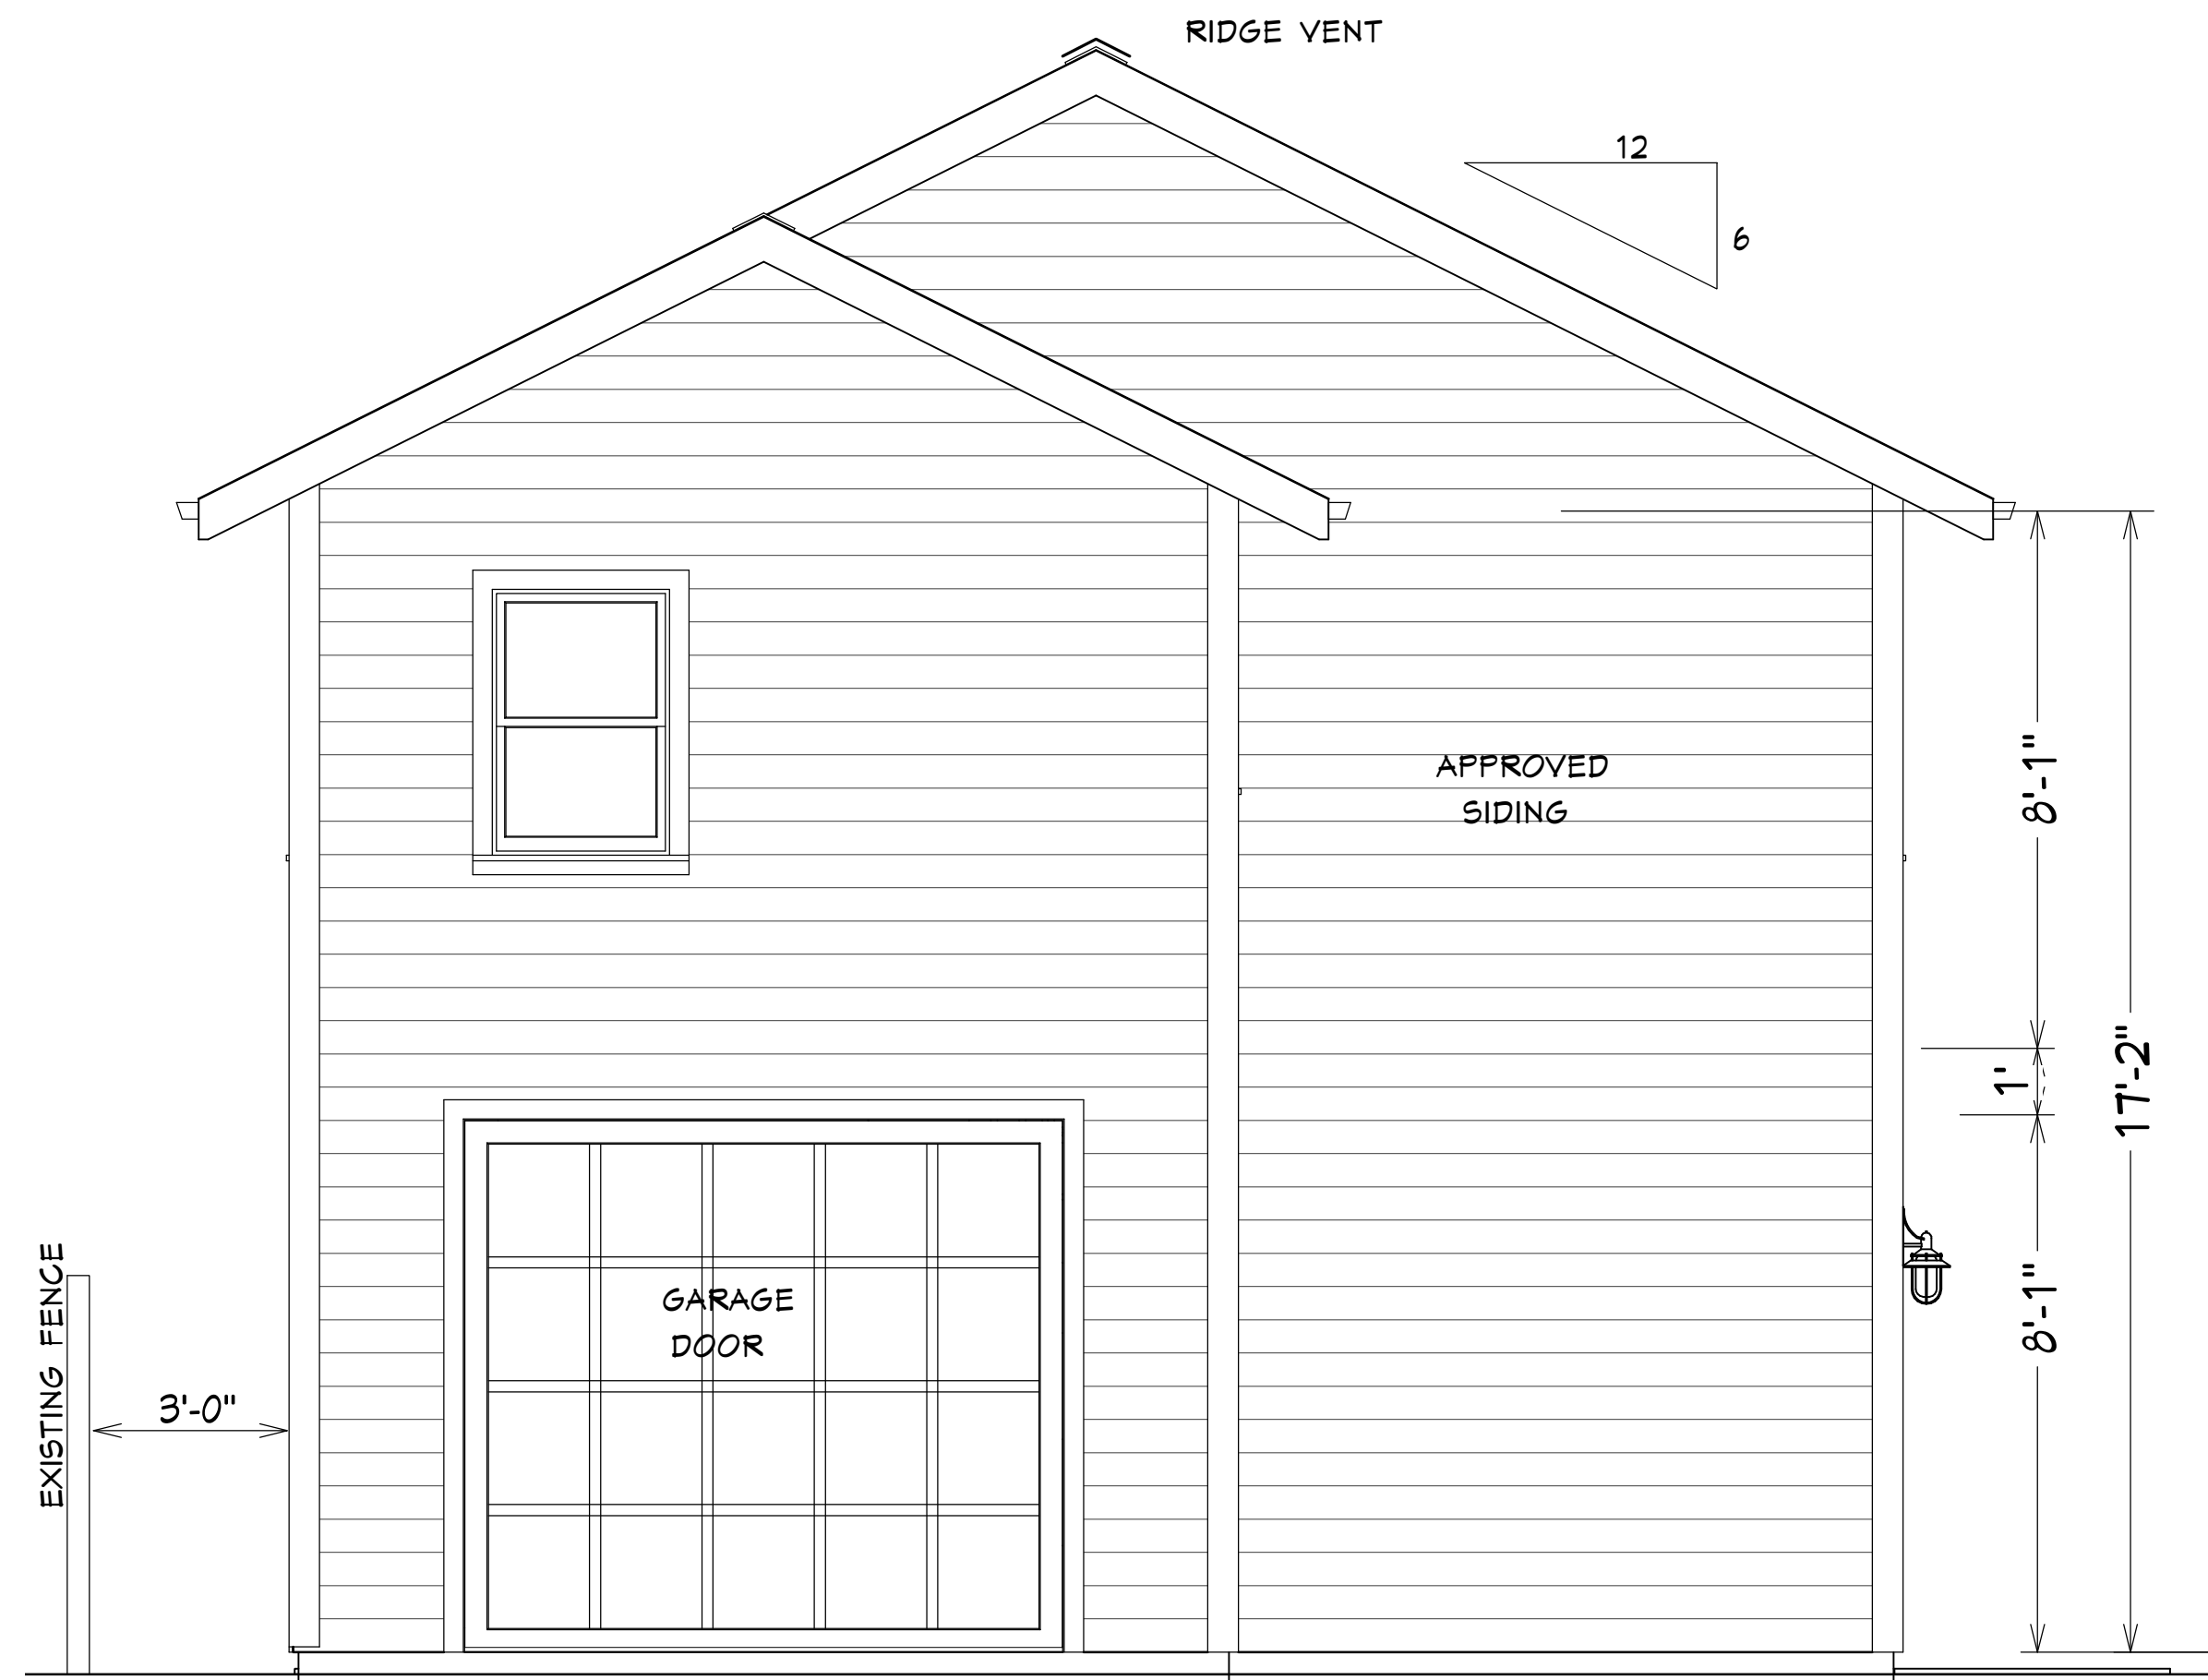 RIDGE VENT
12
6
APPROVED
SIDING
8'-1"
1'
17'-2"
8'-1"
GARAGE
DOOR
EXISTING FENCE
3'-0"